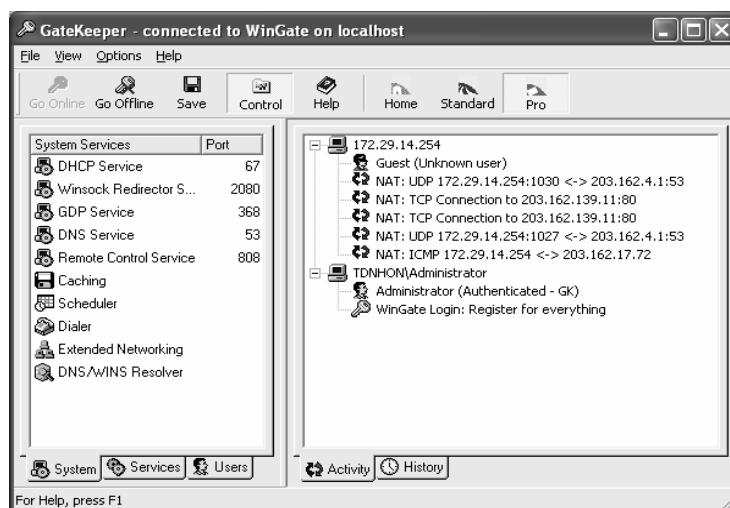 GateKeeper - connected to WinGate on localhost
File View Options Help
Go Online Go Offline Save Control Help Home Standard Pro
System Services Port
DHCP Service 67
Winsock Redirector S... 2080
GDP Service 368
DNS Service 53
Remote Control Service 808
Caching
Scheduler
Dialer
Extended Networking
DNS/WINS Resolver
System Services Users
172.29.14.254
Guest (Unknown user)
NAT: UDP 172.29.14.254:1030 <-> 203.162.4.1:53
NAT: TCP Connection to 203.162.139.11:80
NAT: TCP Connection to 203.162.139.11:80
NAT: UDP 172.29.14.254:1027 <-> 203.162.4.1:53
NAT: ICMP 172.29.14.254 <-> 203.162.17.72
TDNHON\Administrator
Administrator (Authenticated - GK)
WinGate Login: Register for everything
Activity History
For Help, press F1